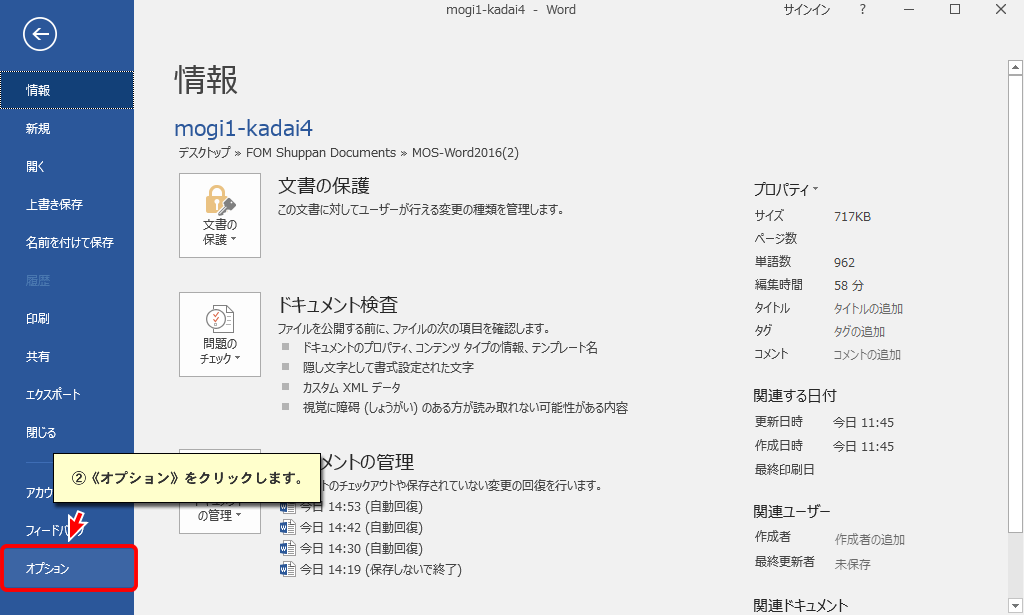 mogi1-kadai4 - Word
サインイン
?
情報
新規
開く
上書き保存
名前を付けて保存
履歴
印刷
共有
エクスポート
閉じる
アカウ
フィードバック
オプション
②《オプション》をクリックします。
情報
mogi1-kadai4
デスクトップ » FOM Shuppan Documents » MOS-Word2016(2)
文書の
保護
文書の保護
この文書に対してユーザーが行える変更の種類を管理します。
問題の
チェック
ドキュメント検査
ファイルを公開する前に、ファイルの次の項目を確認します。
ドキュメントのプロパティ、コンテンツ タイプの情報、テンプレート名
隠し文字として書式設定された文字
カスタム XML データ
視覚に障碍 (しょうがい) のある方が読み取れない可能性がある内容
の管理
メントの管理
トのチェックアウトや保存されていない変更の回復を行います。
今日 14:53 (自動回復)
今日 14:42 (自動回復)
今日 14:30 (自動回復)
今日 14:19 (保存しないで終了)
プロパティ
サイズ 717KB
ページ数
単語数 962
編集時間 58 分
タイトル タイトルの追加
タグ タグの追加
コメント コメントの追加
関連する日付
更新日時 今日 11:45
作成日時 今日 11:45
最終印刷日
関連ユーザー
作成者 作成者の追加
最終更新者 未保存
関連ドキュメント